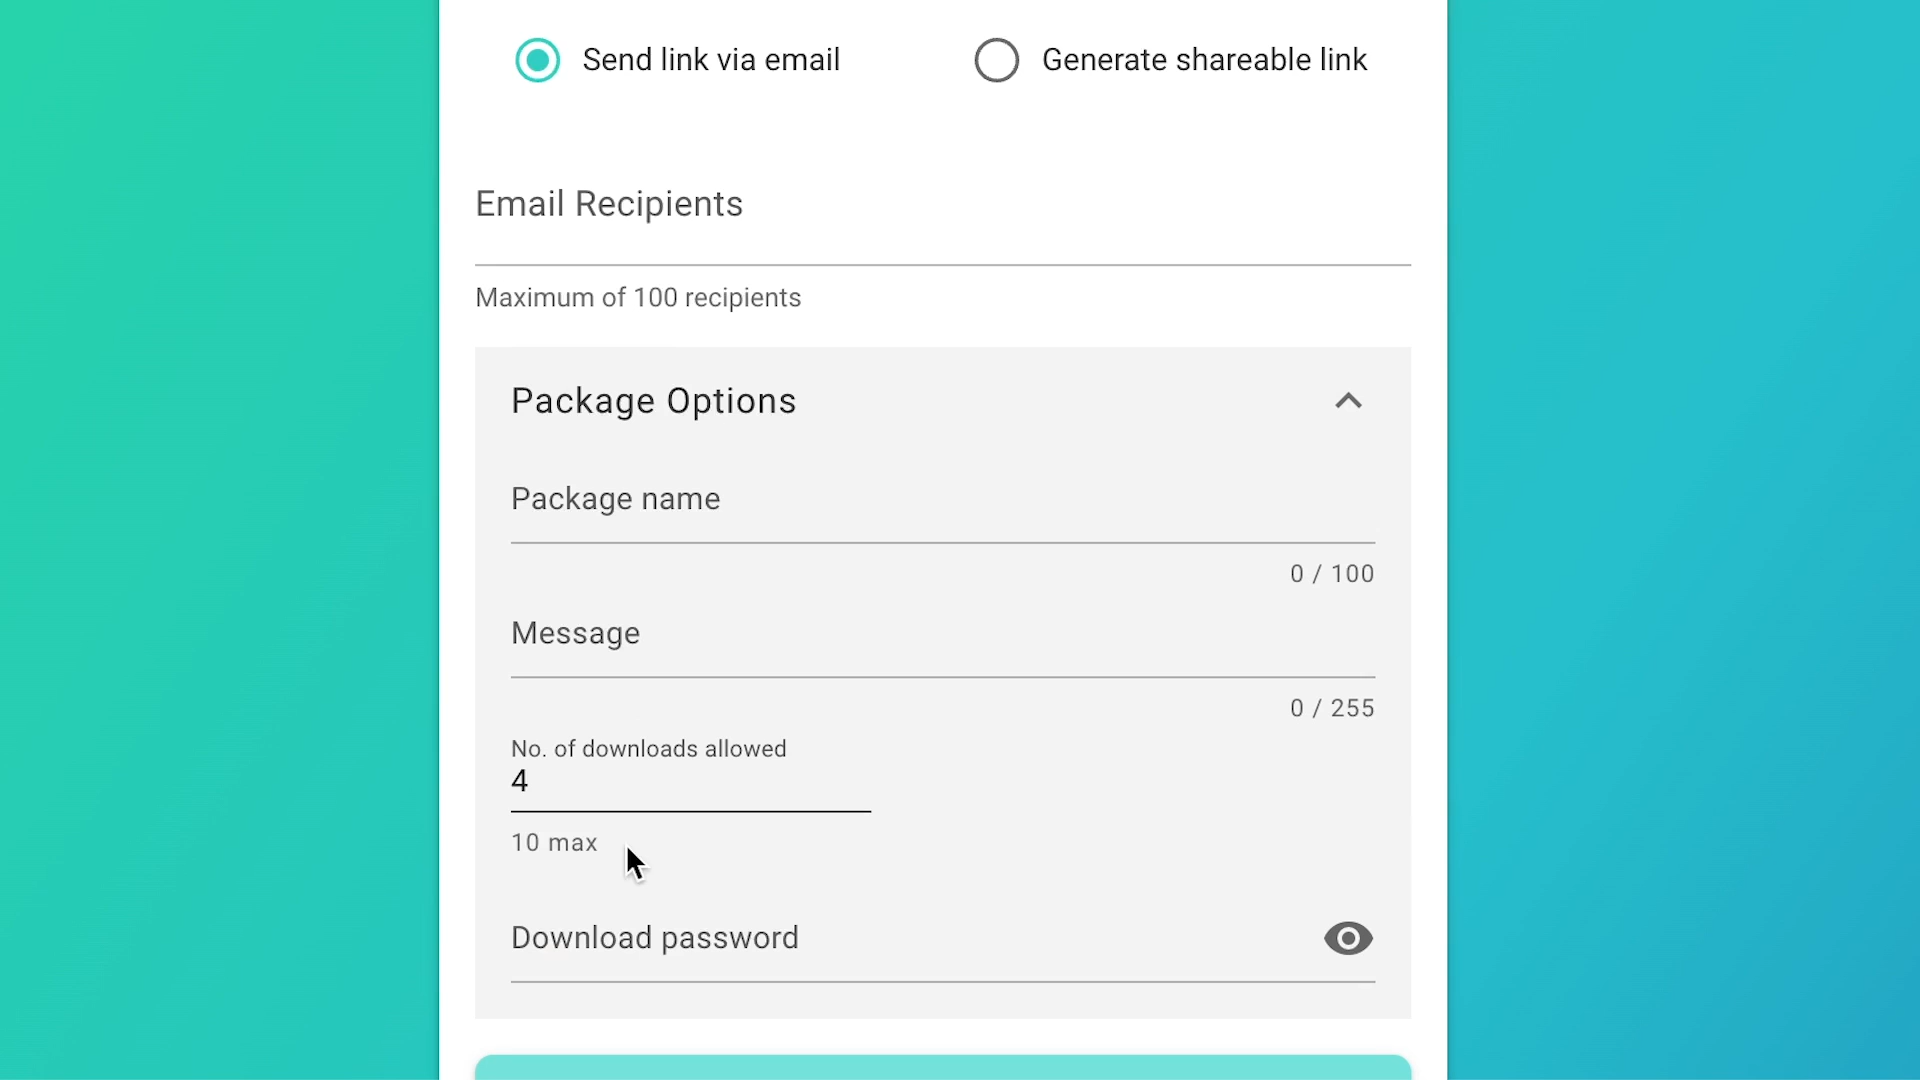 Send link via email
Generate shareable link
Email Recipients
Maximum of 100 recipients
Package Options
Package name
0 / 100
Message
0 / 255
No. of downloads allowed
4
10 max
Download password